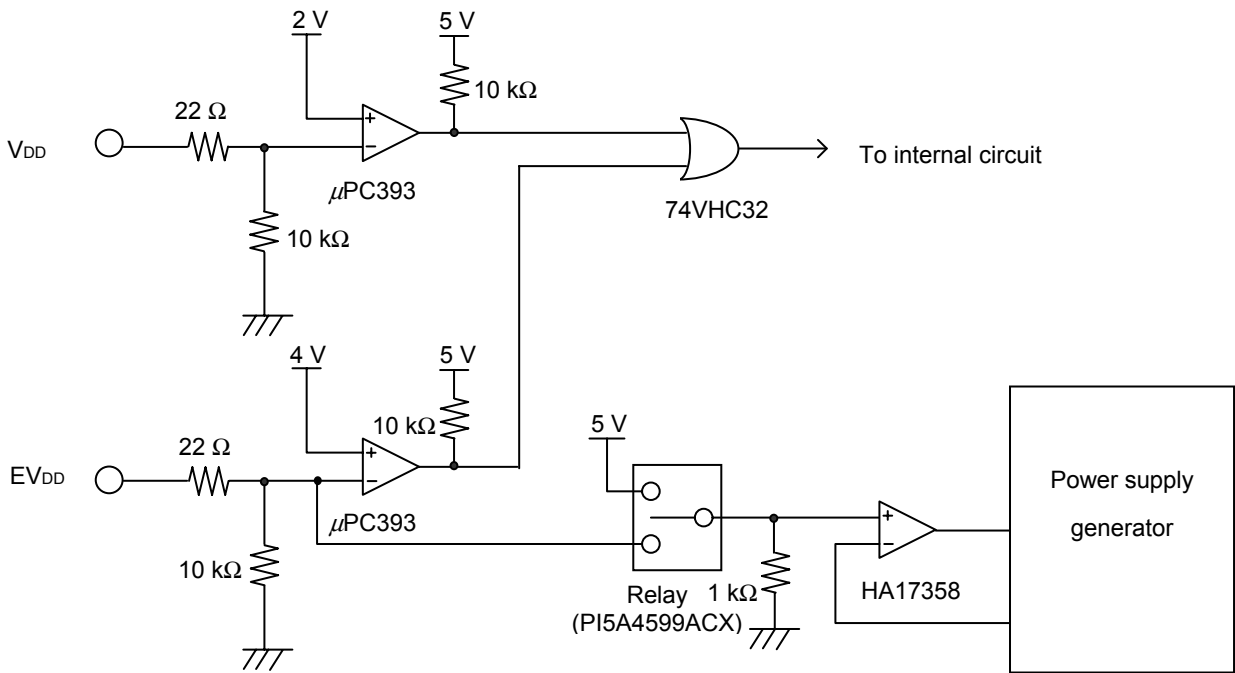 2 V
5 V
10 kΩ
22 Ω
VDD
+
−
To internal circuit
μPC393
74VHC32
10 kΩ
4 V
5 V
10 kΩ
22 Ω
5 V
EVDD
+
−
Power supply
generator
μPC393
+
−
10 kΩ
Relay
(PI5A4599ACX)
1 kΩ
HA17358